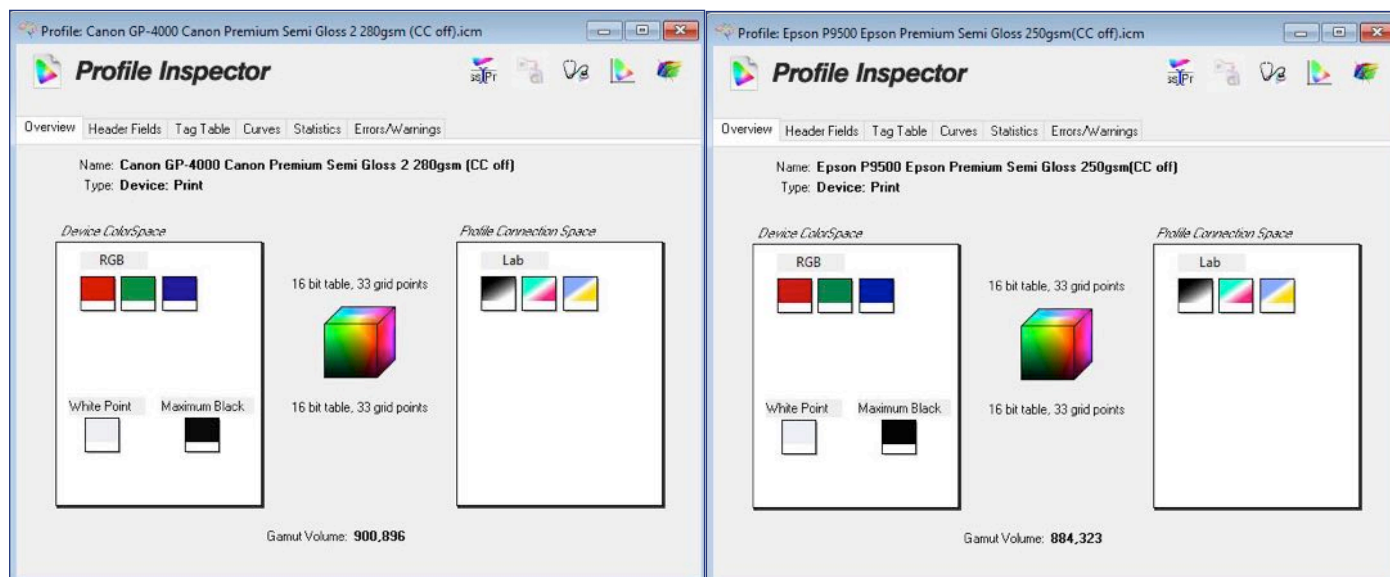 Profile: Canon GP-4000 Canon Premium Semi Gloss 2 280gsm (CC off).icm
Profile Inspector
Overview Header Fields Tag Table Curves Statistics Errors/Warnings
Name: Canon GP-4000 Canon Premium Semi Gloss 2 280gsm (CC off)
Type: Device: Print
Device ColorSpace
Profile Connection Space
RGB
Lab
16 bit table, 33 grid points
White Point Maximum Black
16 bit table, 33 grid points
Gamut Volume: 900,896
Profile: Epson P9500 Epson Premium Semi Gloss 250gsm(CC off).icm
Profile Inspector
Overview Header Fields Tag Table Curves Statistics Errors/Warnings
Name: Epson P9500 Epson Premium Semi Gloss 250gsm(CC off)
Type: Device: Print
Device ColorSpace
Profile Connection Space
RGB
Lab
16 bit table, 33 grid points
White Point Maximum Black
16 bit table, 33 grid points
Gamut Volume: 884,323